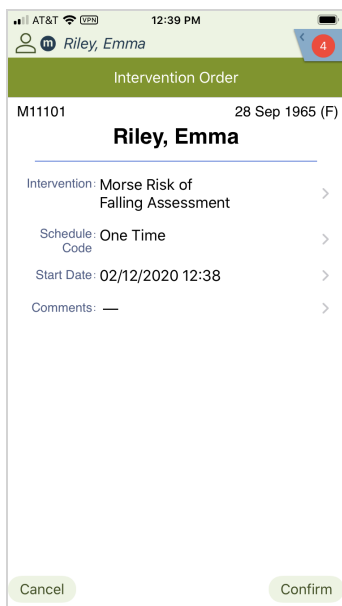 AT&T VPN 12:39 PM
m Riley, Emma < 4
Intervention Order
M11101 28 Sep 1965 (F)
Riley, Emma
Intervention: Morse Risk of
Falling Assessment >
Schedule: One Time >
Code
Start Date: 02/12/2020 12:38 >
Comments: — >
Cancel Confirm